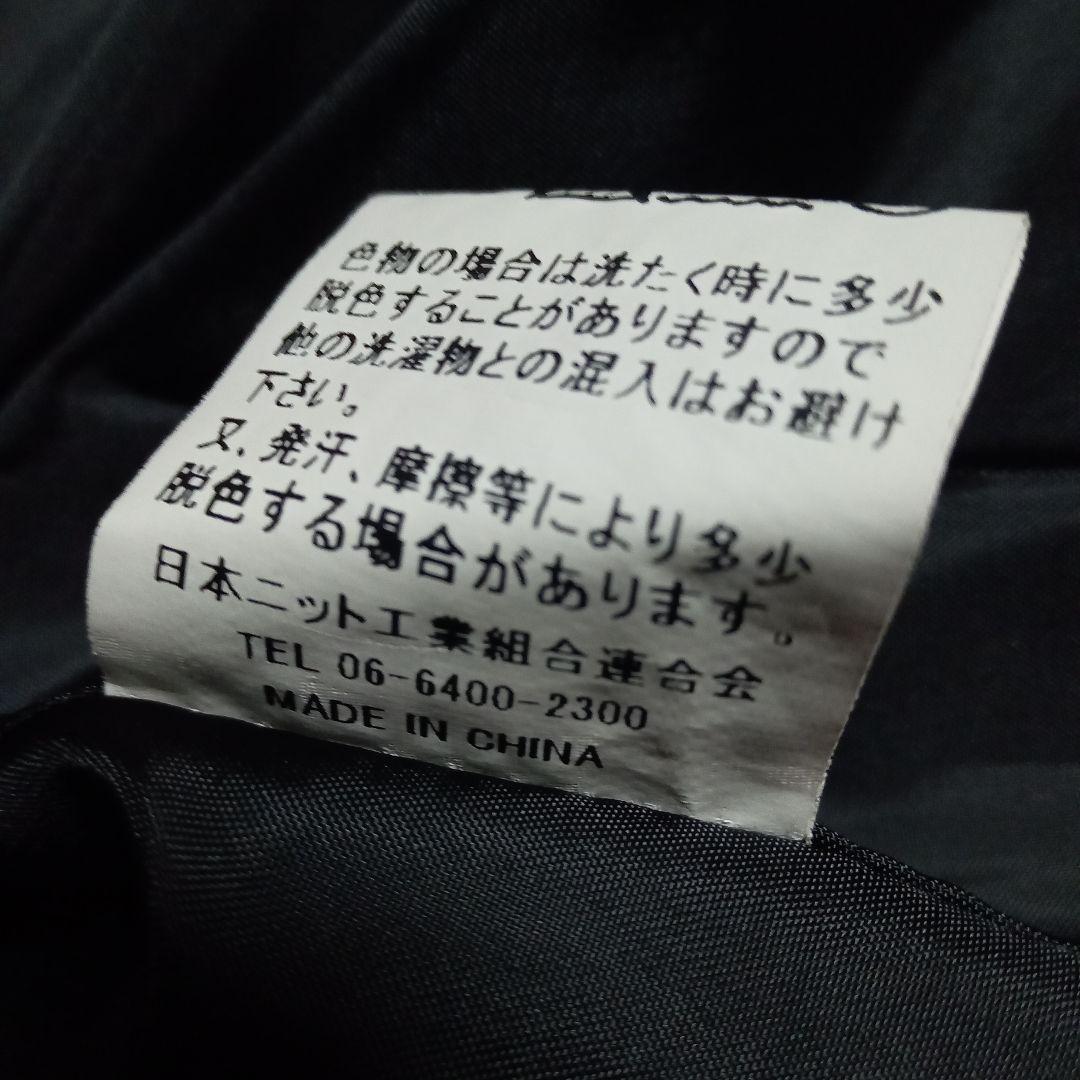 色物の場合は洗たく時に多少
脱色することがありますので
他の洗濯物との混入はお避け
下さい。
又、発汗、摩擦等により多少
脱色する場合があります。
日本ニット工業組合連合会
TEL 06-6400-2300
MADE IN CHINA